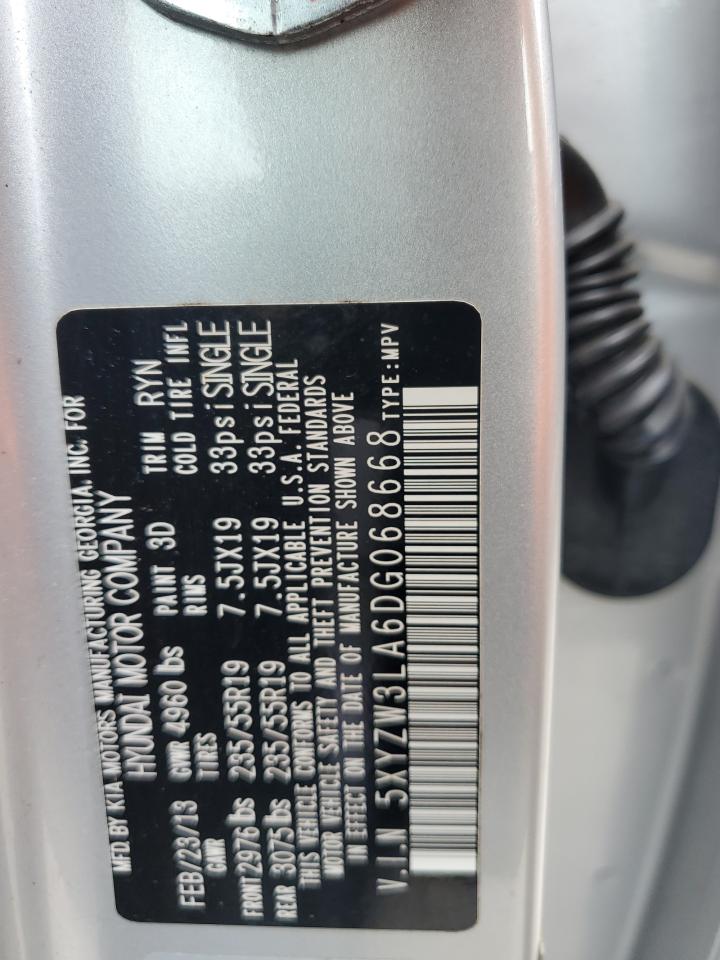 MFD. BY KIA MOTORS MANUFACTURING GEORGIA. INC. FOR
HYUNDAI MOTOR COMPANY
FEB/23/13 GVWR 4960 lbs PAINT 3D TRIM RYN
GAWR TIRES RIMS COLD TIRE INFL
FRONT 2976 lbs 235/55R19 7.5JX19 33psi SINGLE
REAR 3075 lbs 235/55R19 7.5JX19 33psi SINGLE
THIS VEHICLE CONFORMS TO ALL APPLICABLE U.S.A. FEDERAL
MOTOR VEHICLE SAFETY AND THEFT PREVENTION STANDARDS
IN EFFECT ON THE DATE OF MANUFACTURE SHOWN ABOVE
V.I.N 5XYZW3LA6DG068668 TYPE:MPV